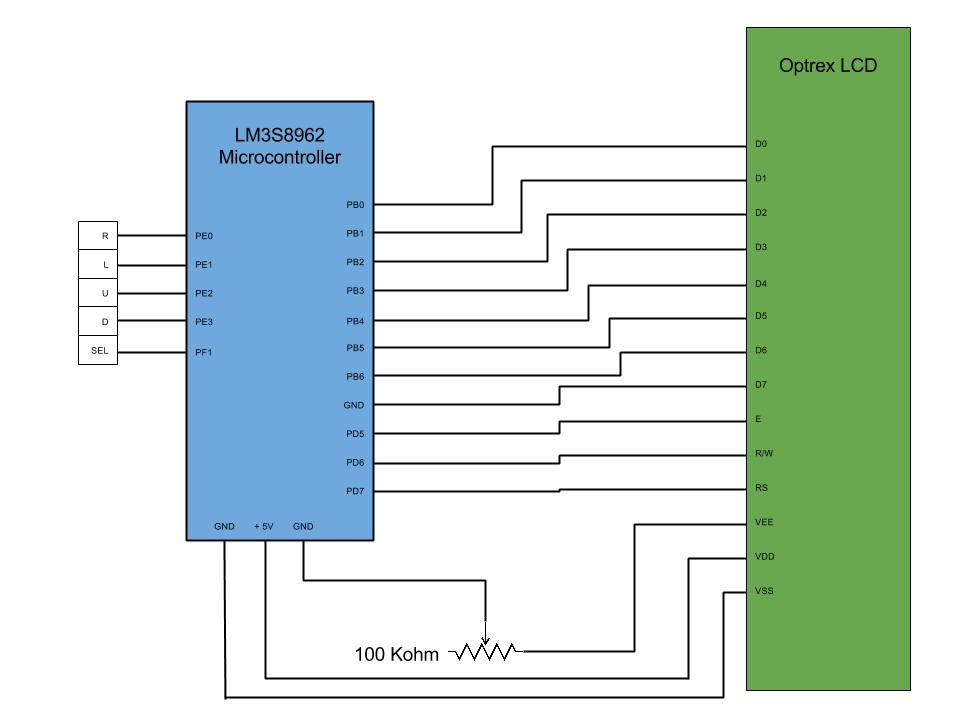 Optrex LCD
LM3S8962
Microcontroller
R
L
U
D
SEL
PE0
PE1
PE2
PE3
PF1
PB0
PB1
PB2
PB3
PB4
PB5
PB6
GND
PD5
PD6
PD7
GND
+ 5V
GND
D0
D1
D2
D3
D4
D5
D6
D7
E
R/W
RS
VEE
VDD
VSS
100 Kohm